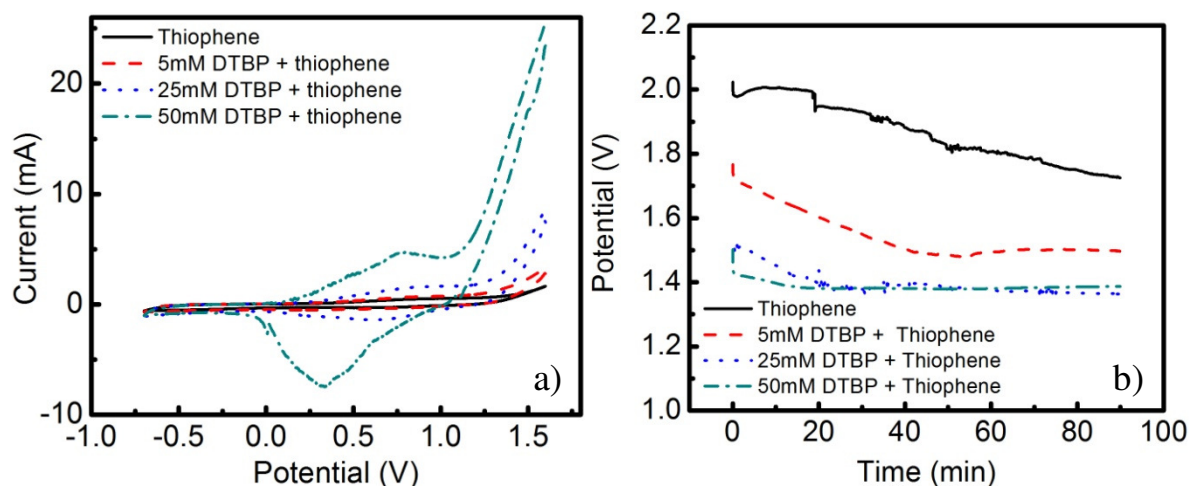 Thiophene
5mM DTBP + thiophene
25mM DTBP + thiophene
50mM DTBP + thiophene
20
10
0
-10
Current (mA)
a)
-1.0 -0.5 0.0 0.5 1.0 1.5
Potential (V)
2.2
2.0
1.8
1.6
1.4
1.2
1.0
Potential (V)
Thiophene
5mM DTBP + Thiophene
25mM DTBP + Thiophene
50mM DTBP + Thiophene
b)
0 20 40 60 80 100
Time (min)